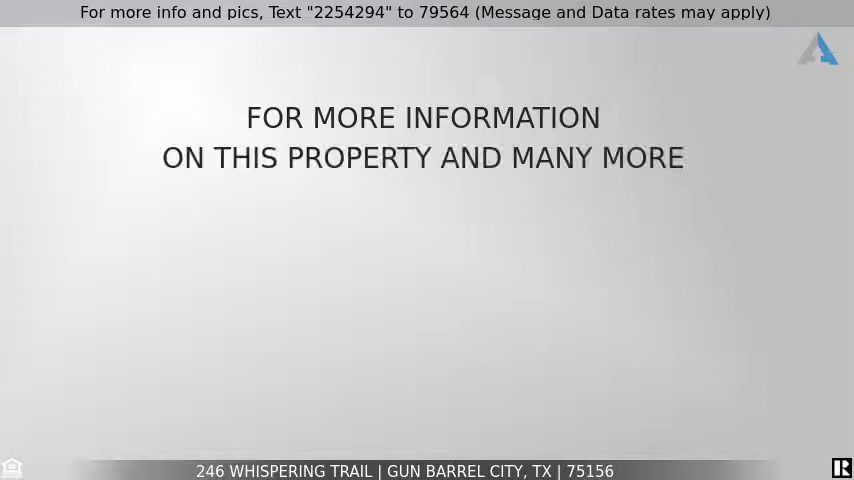 For more info and pics, Text "2254294" to 79564 (Message and Data rates may apply)
FOR MORE INFORMATION
ON THIS PROPERTY AND MANY MORE
246 WHISPERING TRAIL | GUN BARREL CITY, TX | 75156